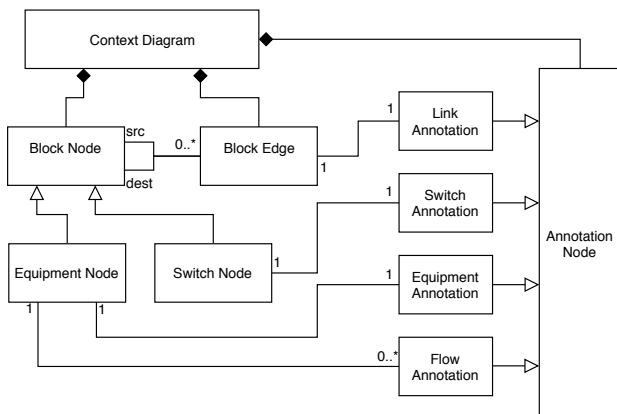 Context Diagram
Block Node
src
dest
0..*
Block Edge
1
1
Link
Annotation
1
Switch
Annotation
Annotation
Node
Equipment Node
Switch Node
1
1
Equipment
Annotation
1
1
0..*
Flow
Annotation